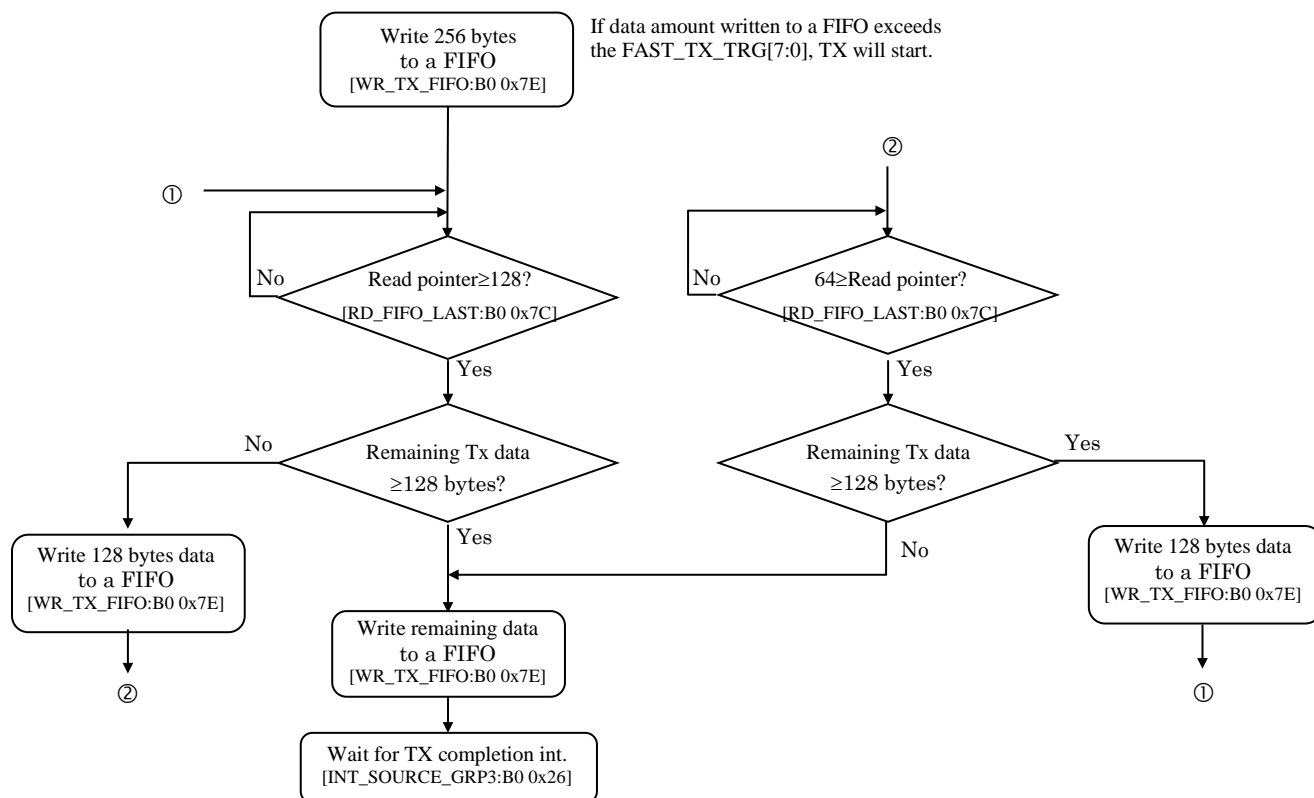 Write 256 bytes
to a FIFO
[WR_TX_FIFO:B0 0x7E]
If data amount written to a FIFO exceeds
the FAST_TX_TRG[7:0], TX will start.
①
②
No
Read pointer≥128?
[RD_FIFO_LAST:B0 0x7C]
Yes
No
64≥Read pointer?
[RD_FIFO_LAST:B0 0x7C]
Yes
No
Remaining Tx data
≥128 bytes?
Yes
Remaining Tx data
≥128 bytes?
Yes
No
Write 128 bytes data
to a FIFO
[WR_TX_FIFO:B0 0x7E]
②
Write 128 bytes data
to a FIFO
[WR_TX_FIFO:B0 0x7E]
①
Write remaining data
to a FIFO
[WR_TX_FIFO:B0 0x7E]
Wait for TX completion int.
[INT_SOURCE_GRP3:B0 0x26]